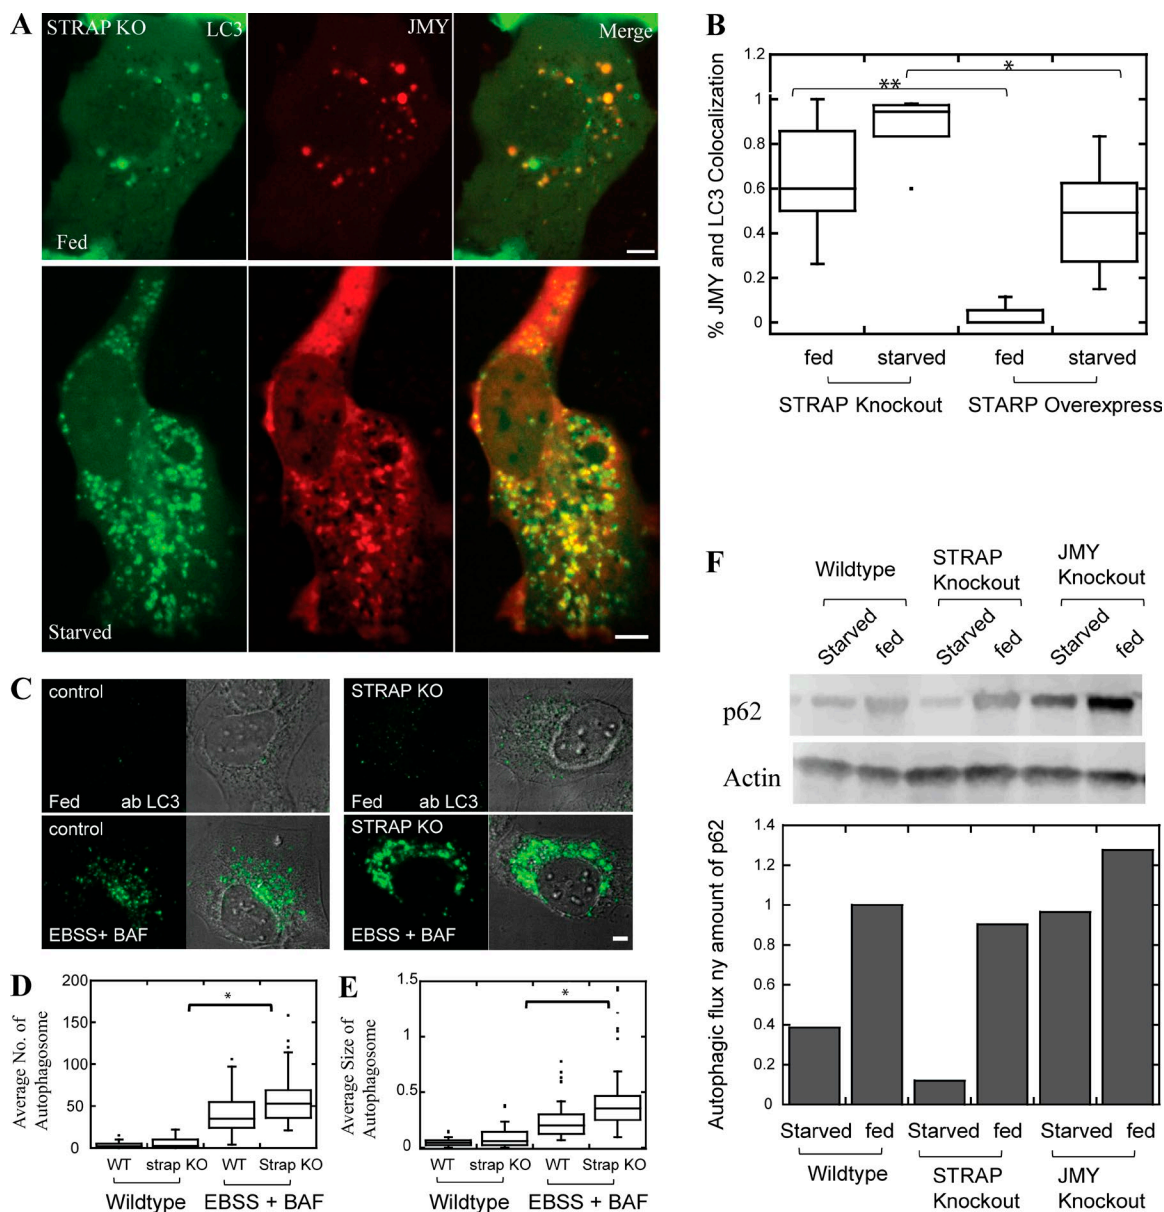 A
STRAP KO LC3 JMY Merge
Fed
Starved
B
% JMY and LC3 Colocalization
1.2
1
0.8
0.6
0.4
0.2
0
** *
fed starved fed starved
STRAP Knockout STARP Overexpress
C
control STRAP KO
Fed ab LC3 Fed ab LC3
control STRAP KO
EBSS+ BAF EBSS + BAF
D
Average No. of
Autophagosome
200
150
100
50
0
*
WT strap KO WT Strap KO
Wildtype EBSS + BAF
E
Average Size of
Autophagosome
1.5
1
0.5
0
*
WT strap KO WT Strap KO
Wildtype EBSS + BAF
F
Wildtype STRAP Knockout JMY Knockout
Starved fed Starved fed Starved fed
p62
Actin
Autophagic flux ny amount of p62
1.4
1.2
1
0.8
0.6
0.4
0.2
0
Starved fed Starved fed Starved fed
Wildtype STRAP Knockout JMY Knockout